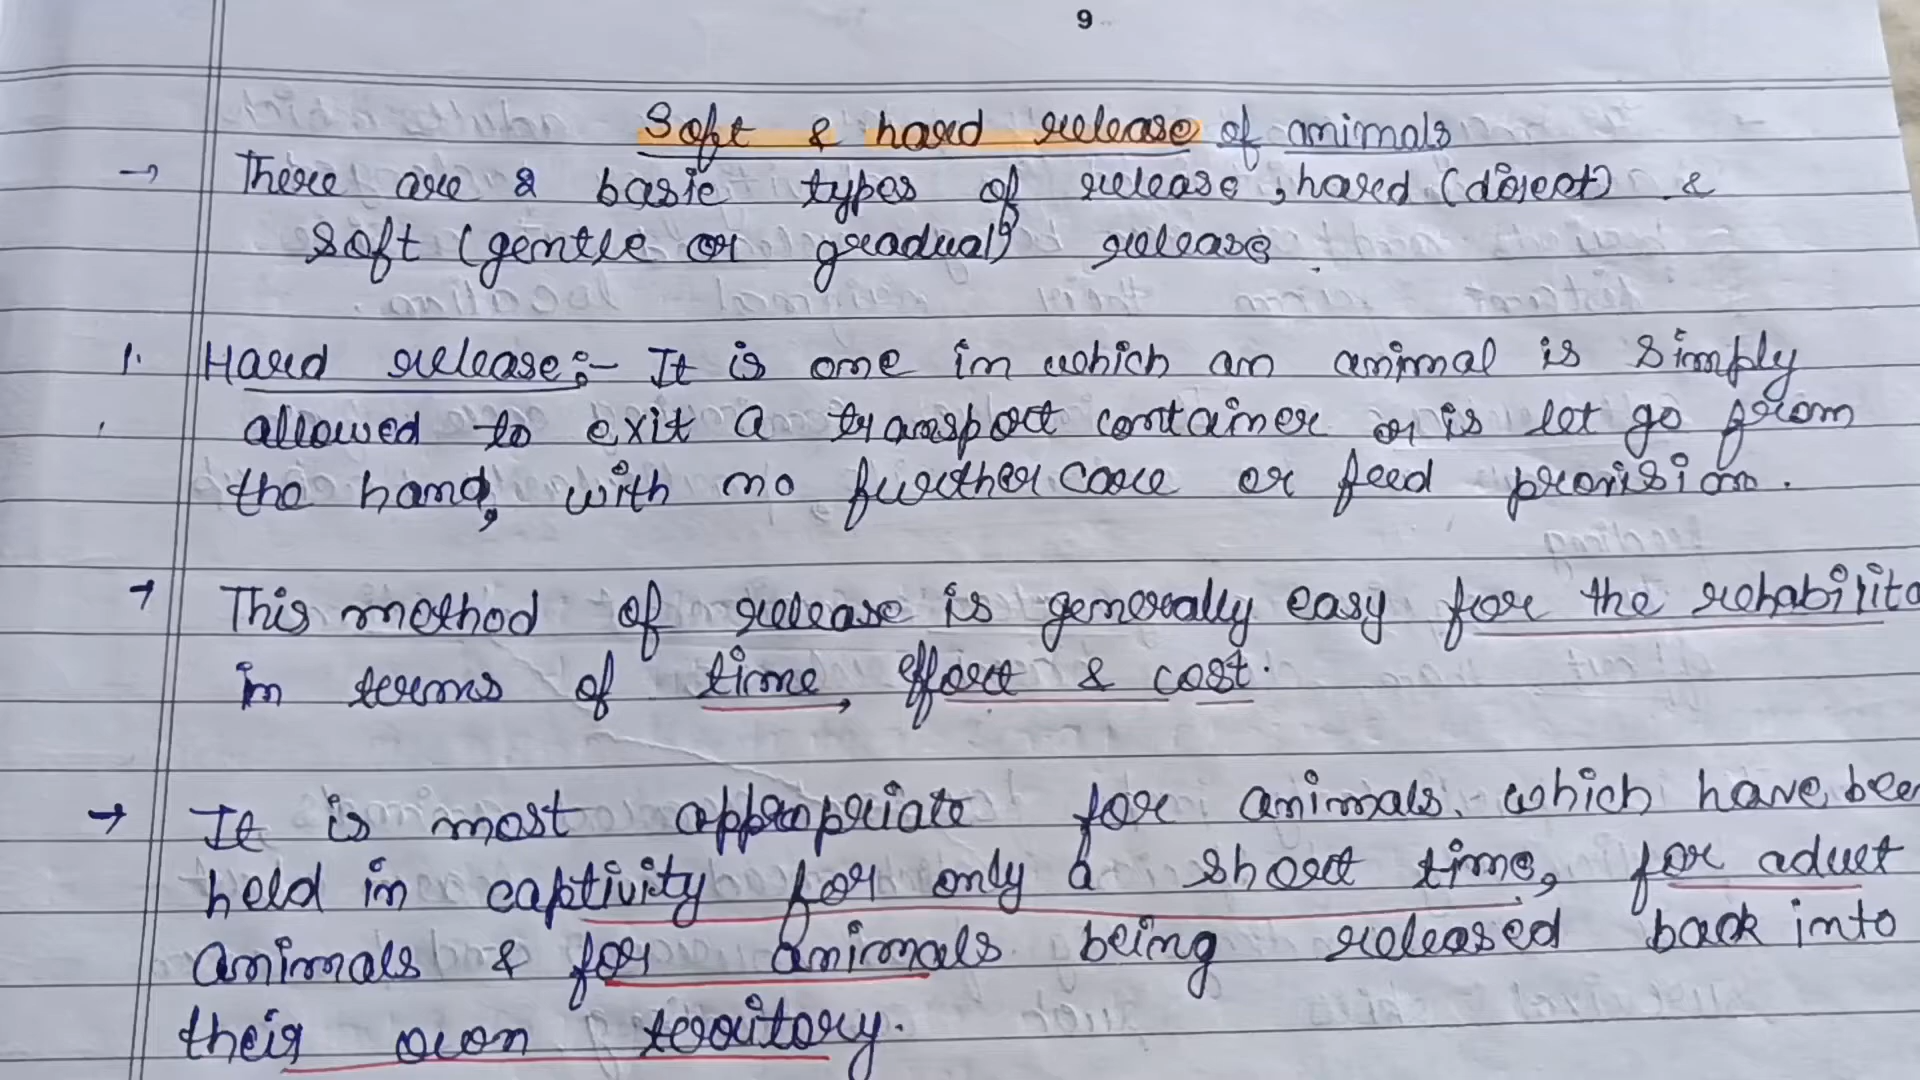 9
Soft & hard release of animals
→ There are 2 basic types of release, hard (direct) &
soft (gentle or gradual) release.
1. Hard release:- It is one in which an animal is simply
allowed to exit a transport container or is let go from
the hand, with no further care or feed provision.
→ This method of release is generally easy for the rehabilita
in terms of time, effort & cost.
→ It is most appropriate for animals which have been
held in captivity for only a short time, for adult
animals & for animals being released back into
their own territory.